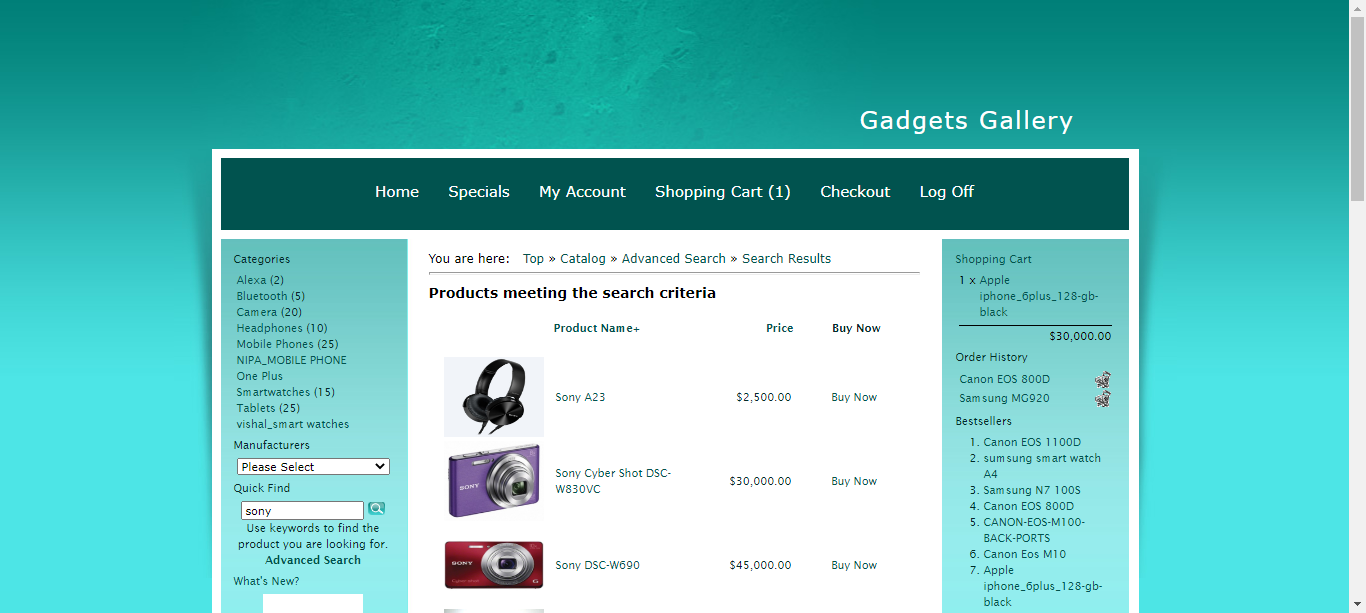 Gadgets Gallery
Home Specials My Account Shopping Cart (1) Checkout Log Off
Categories
Alexa (2)
Bluetooth (5)
Camera (20)
Headphones (10)
Mobile Phones (25)
NIPA_MOBILE PHONE
One Plus
Smartwatches (15)
Tablets (25)
vishal_smart watches
Manufacturers
Please Select
Quick Find
sony
Use keywords to find the
product you are looking for.
Advanced Search
What's New?
You are here: Top » Catalog » Advanced Search » Search Results
Products meeting the search criteria
Product Name+ Price Buy Now
Sony A23 $2,500.00 Buy Now
SONY
Sony Cyber Shot DSC-
W830VC
$30,000.00 Buy Now
SONY
Sony DSC-W690 $45,000.00 Buy Now
Shopping Cart
1 x Apple
iphone_6plus_128-gb-
black
$30,000.00
Order History
Canon EOS 800D
Samsung MG920
Bestsellers
1. Canon EOS 1100D
2. sumsung smart watch
A4
3. Samsung N7 100S
4. Canon EOS 800D
5. CANON-EOS-M100-
BACK-PORTS
6. Canon Eos M10
7. Apple
iphone_6plus_128-gb-
black